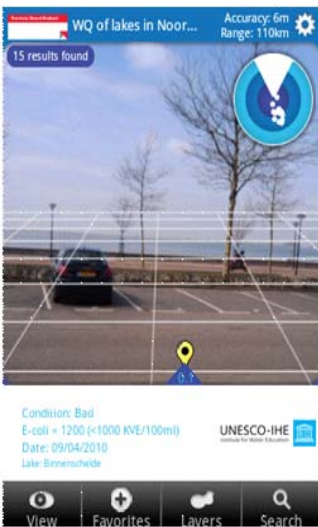 WQ of lakes in Noor...
Accuracy: 6m
Range: 110km
15 results found
Condition: Bad
E-coli = 1200 (<1000 KVE/100ml)
Date: 09/04/2010
Lake: Binnenschelde
UNESCO-IHE
Institute for Water Education
View
Favorites
Layers
Search